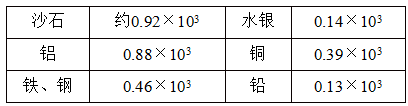 沙石 约0.92×10³ 水银 0.14×10³
铝 0.88×10³ 铜 0.39×10³
铁、钢 0.46×10³ 铅 0.13×10³